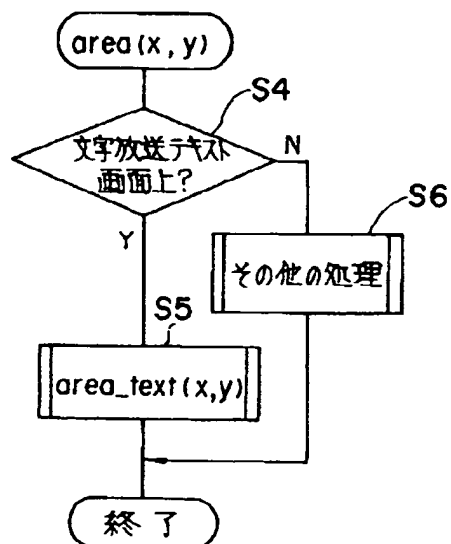 area(x,y)
S4
文字放送テキスト
画面上?
N
Y
S6
その他の処理
S5
area_text(x,y)
終了